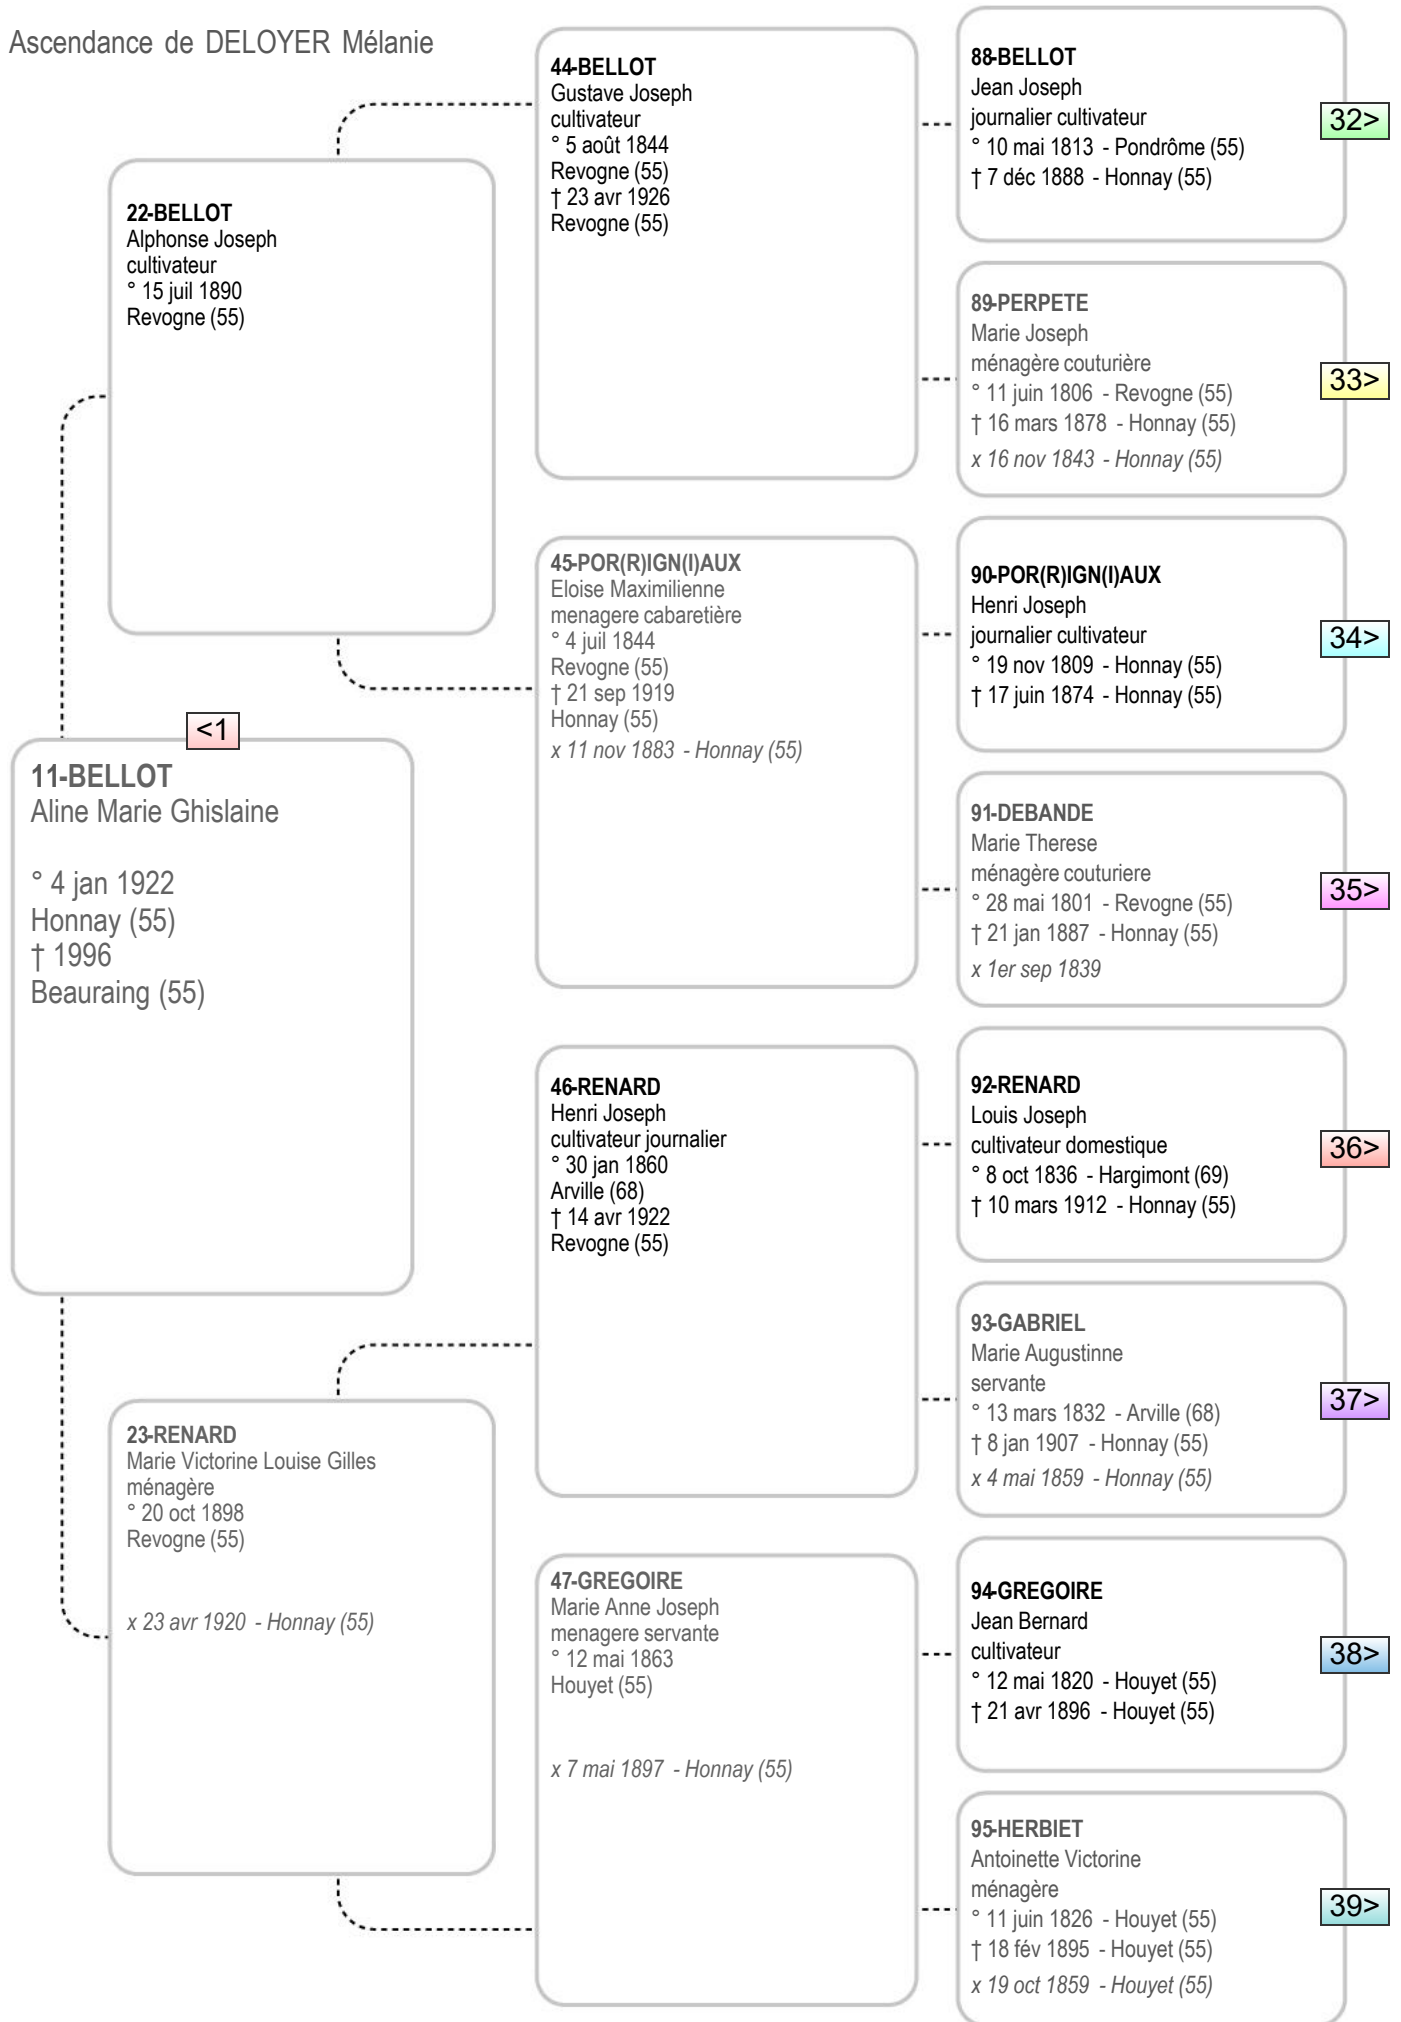 Ascendance de DELOYER Mélanie
44-BELLOT
Gustave Joseph
cultivateur
° 5 août 1844
Revogne (55)
† 23 avr 1926
Revogne (55)
88-BELLOT
Jean Joseph
journalier cultivateur
° 10 mai 1813 - Pondrôme (55)
† 7 déc 1888 - Honnay (55)
32>
22-BELLOT
Alphonse Joseph
cultivateur
° 15 juil 1890
Revogne (55)
89-PERPETE
Marie Joseph
ménagère couturière
° 11 juin 1806 - Revogne (55)
† 16 mars 1878 - Honnay (55)
x 16 nov 1843 - Honnay (55)
33>
45-POR(R)IGN(I)AUX
Eloise Maximilienne
menagere cabaretière
° 4 juil 1844
Revogne (55)
† 21 sep 1919
Honnay (55)
x 11 nov 1883 - Honnay (55)
90-POR(R)IGN(I)AUX
Henri Joseph
journalier cultivateur
° 19 nov 1809 - Honnay (55)
† 17 juin 1874 - Honnay (55)
34>
<1
11-BELLOT
Aline Marie Ghislaine
° 4 jan 1922
Honnay (55)
† 1996
Beauraing (55)
91-DEBANDE
Marie Therese
ménagère couturiere
° 28 mai 1801 - Revogne (55)
† 21 jan 1887 - Honnay (55)
x 1er sep 1839
35>
46-RENARD
Henri Joseph
cultivateur journalier
° 30 jan 1860
Arville (68)
† 14 avr 1922
Revogne (55)
92-RENARD
Louis Joseph
cultivateur domestique
° 8 oct 1836 - Hargimont (69)
† 10 mars 1912 - Honnay (55)
36>
93-GABRIEL
Marie Augustinne
servante
° 13 mars 1832 - Arville (68)
† 8 jan 1907 - Honnay (55)
x 4 mai 1859 - Honnay (55)
37>
23-RENARD
Marie Victorine Louise Gilles
ménagère
° 20 oct 1898
Revogne (55)
x 23 avr 1920 - Honnay (55)
47-GREGOIRE
Marie Anne Joseph
menagere servante
° 12 mai 1863
Houyet (55)
x 7 mai 1897 - Honnay (55)
94-GREGOIRE
Jean Bernard
cultivateur
° 12 mai 1820 - Houyet (55)
† 21 avr 1896 - Houyet (55)
38>
95-HERBIET
Antoinette Victorine
ménagère
° 11 juin 1826 - Houyet (55)
† 18 fév 1895 - Houyet (55)
x 19 oct 1859 - Houyet (55)
39>